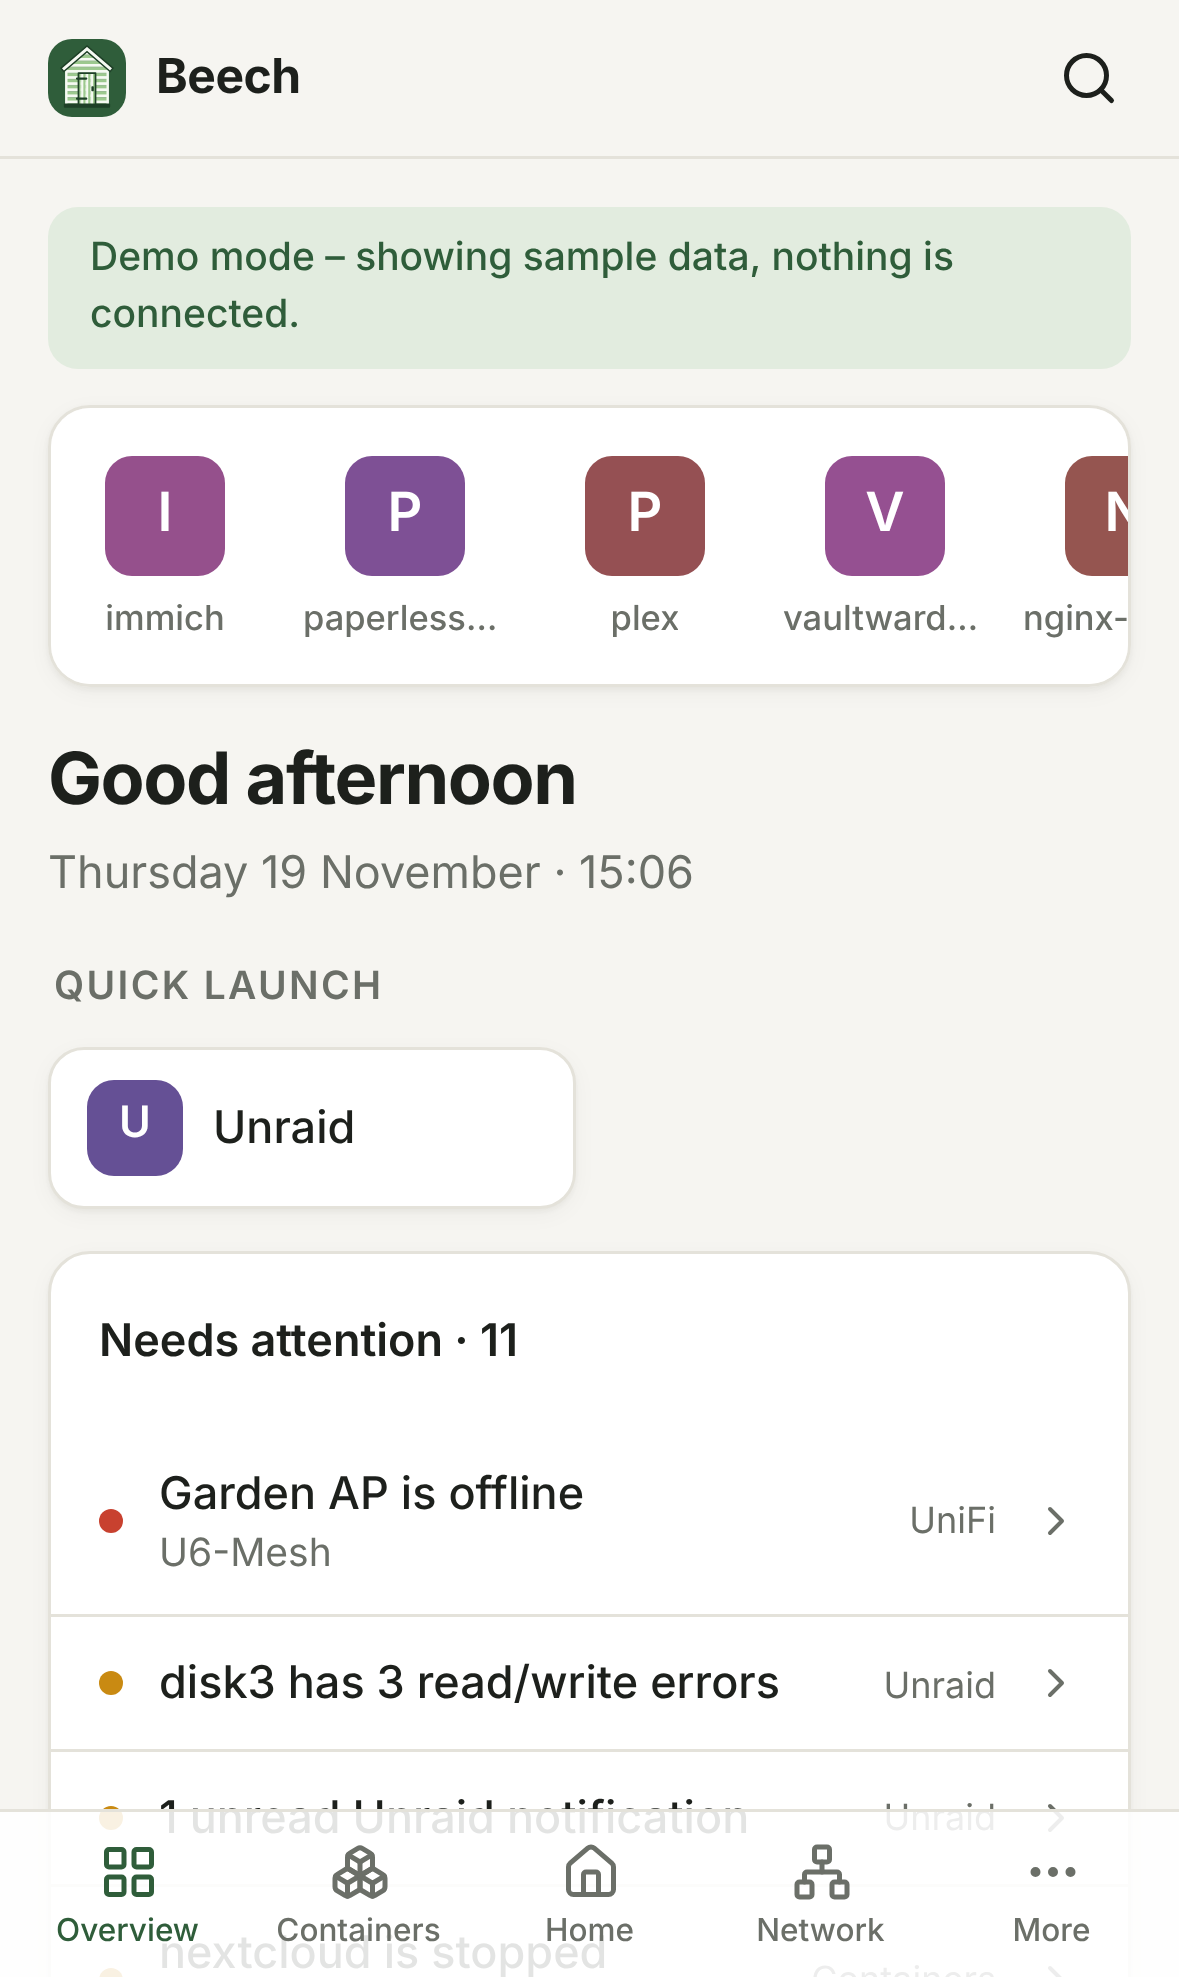 Beech
Demo mode – showing sample data, nothing is
connected.
I
P
P
V
N
immich
paperless...
plex
vaultward...
nginx-
Good afternoon
Thursday 19 November · 15:06
QUICK LAUNCH
U
Unraid
Needs attention · 11
Garden AP is offline
U6-Mesh
UniFi
disk3 has 3 read/write errors
Unraid
1 unread Unraid notification
Unraid
Overview
Containers
Home
Network
More
nextcloud is stopped
Containers